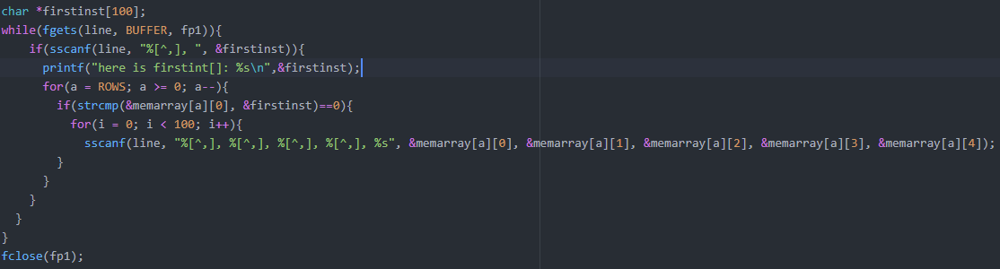 char *firstinst[100];
while(fgets(line, BUFFER, fp1)){
    if(sscanf(line, "%[^,], ", &firstinst)){
      printf("here is firstint[]: %s\n",&firstinst);
      for(a = ROWS; a >= 0; a--){
        if(strcmp(&memarray[a][0], &firstinst)==0){
          for(i = 0; i < 100; i++){
            sscanf(line, "%[^,], %[^,], %[^,], %[^,], %s", &memarray[a][0], &memarray[a][1], &memarray[a][2], &memarray[a][3], &memarray[a][4]);
        }
      }
    }
  }
}
fclose(fp1);